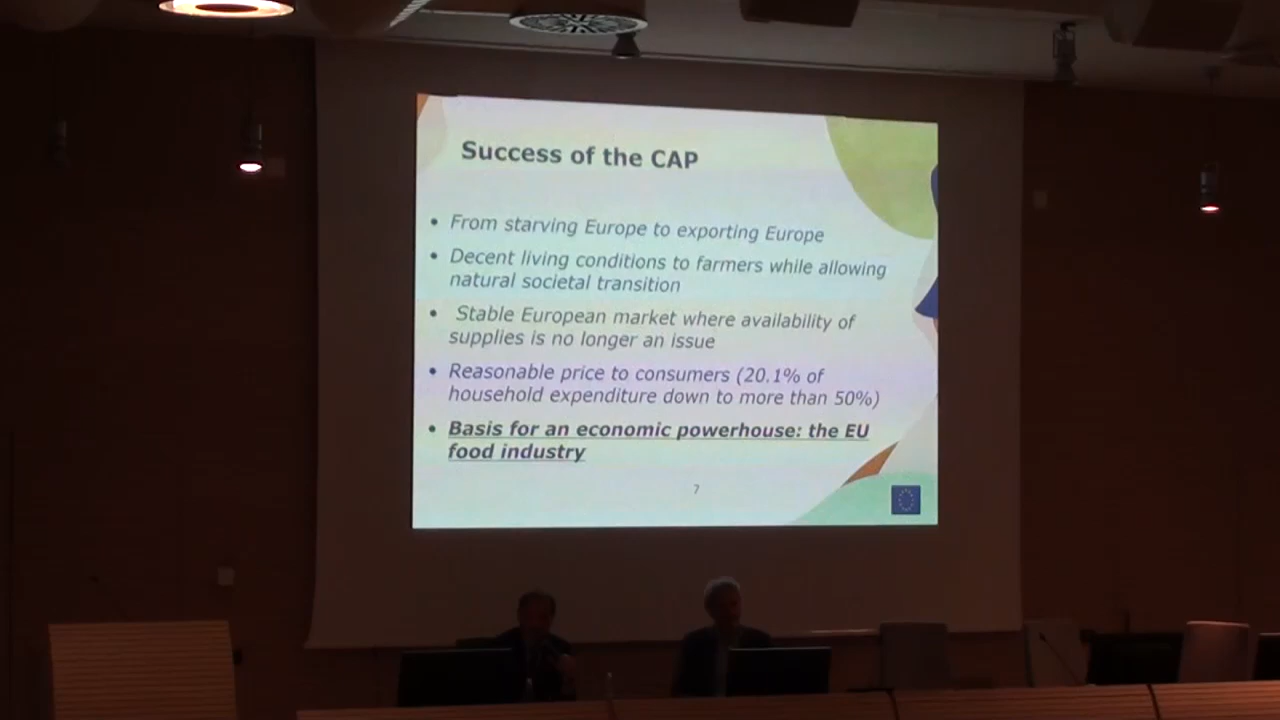 Success of the CAP
• From starving Europe to exporting Europe
• Decent living conditions to farmers while allowing
natural societal transition
• Stable European market where availability of
supplies is no longer an issue
• Reasonable price to consumers (20.1% of
household expenditure down to more than 50%)
• Basis for an economic powerhouse: the EU
food industry
7